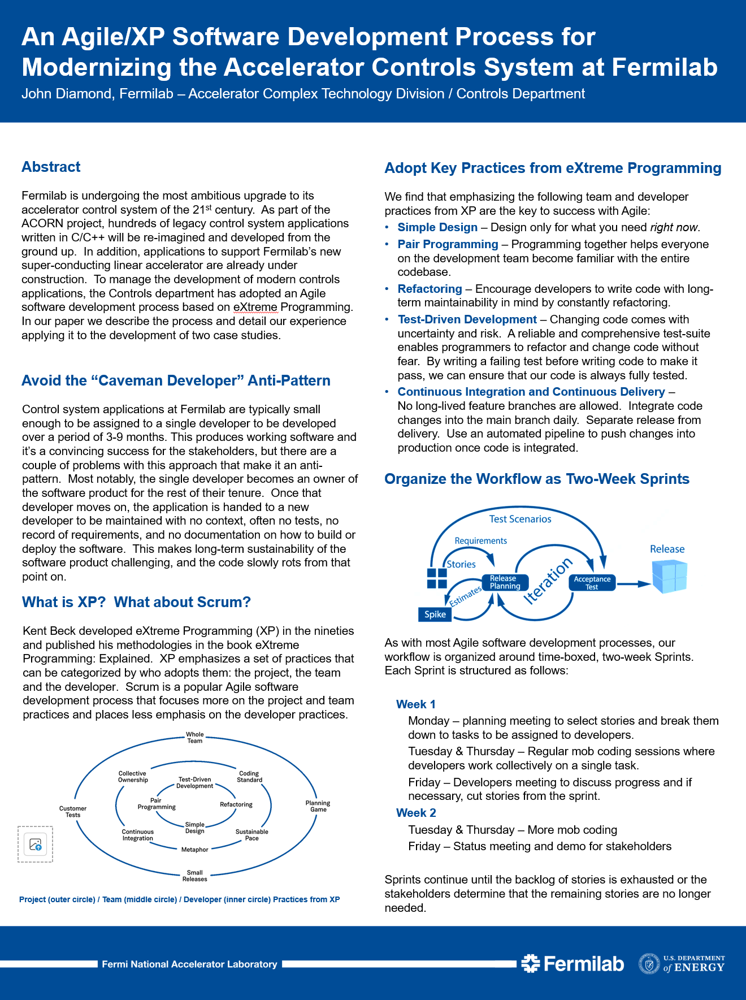 An Agile/XP Software Development Process for
Modernizing the Accelerator Controls System at Fermilab
John Diamond, Fermilab – Accelerator Complex Technology Division / Controls Department
Abstract
Fermilab is undergoing the most ambitious upgrade to its
accelerator control system of the 21st century.  As part of the
ACORN project, hundreds of legacy control system applications
written in C/C++ will be re-imagined and developed from the
ground up.  In addition, applications to support Fermilab’s new
super-conducting linear accelerator are already under
construction.  To manage the development of modern controls
applications, the Controls department has adopted an Agile
software development process based on eXtreme Programming.
In our paper we describe the process and detail our experience
applying it to the development of two case studies.
Avoid the “Caveman Developer” Anti-Pattern
Control system applications at Fermilab are typically small
enough to be assigned to a single developer to be developed
over a period of 3-9 months. This produces working software and
it’s a convincing success for the stakeholders, but there are a
couple of problems with this approach that make it an anti-
pattern.  Most notably, the single developer becomes an owner of
the software product for the rest of their tenure.  Once that
developer moves on, the application is handed to a new
developer to be maintained with no context, often no tests, no
record of requirements, and no documentation on how to build or
deploy the software.  This makes long-term sustainability of the
software product challenging, and the code slowly rots from that
point on.
What is XP?  What about Scrum?
Kent Beck developed eXtreme Programming (XP) in the nineties
and published his methodologies in the book eXtreme
Programming: Explained.  XP emphasizes a set of practices that
can be categorized by who adopts them: the project, the team
and the developer.  Scrum is a popular Agile software
development process that focuses more on the project and team
practices and places less emphasis on the developer practices.
Whole
Team
Collective
Ownership
Coding
Standard
Test-Driven
Development
Pair
Programming
Refactoring
Planning
Game
Customer
Tests
Simple
Design
Continuous
Integration
Sustainable
Pace
Metaphor
Small
Releases
Project (outer circle) / Team (middle circle) / Developer (inner circle) Practices from XP
Adopt Key Practices from eXtreme Programming
We find that emphasizing the following team and developer
practices from XP are the key to success with Agile:
• Simple Design – Design only for what you need right now.
• Pair Programming – Programming together helps everyone
on the development team become familiar with the entire
codebase.
• Refactoring – Encourage developers to write code with long-
term maintainability in mind by constantly refactoring.
• Test-Driven Development – Changing code comes with
uncertainty and risk.  A reliable and comprehensive test-suite
enables programmers to refactor and change code without
fear.  By writing a failing test before writing code to make it
pass, we can ensure that our code is always fully tested.
• Continuous Integration and Continuous Delivery –
No long-lived feature branches are allowed.  Integrate code
changes into the main branch daily.  Separate release from
delivery.  Use an automated pipeline to push changes into
production once code is integrated.
Organize the Workflow as Two-Week Sprints
Test Scenarios
Requirements
Stories
Release
Release
Planning
Iteration
Acceptance
Test
Estimates
Spike
As with most Agile software development processes, our
workflow is organized around time-boxed, two-week Sprints.
Each Sprint is structured as follows:
Week 1
Monday – planning meeting to select stories and break them
down to tasks to be assigned to developers.
Tuesday & Thursday – Regular mob coding sessions where
developers work collectively on a single task.
Friday – Developers meeting to discuss progress and if
necessary, cut stories from the sprint.
Week 2
Tuesday & Thursday – More mob coding
Friday – Status meeting and demo for stakeholders
Sprints continue until the backlog of stories is exhausted or the
stakeholders determine that the remaining stories are no longer
needed.
Fermi National Accelerator Laboratory
Fermilab
U.S. DEPARTMENT
of ENERGY